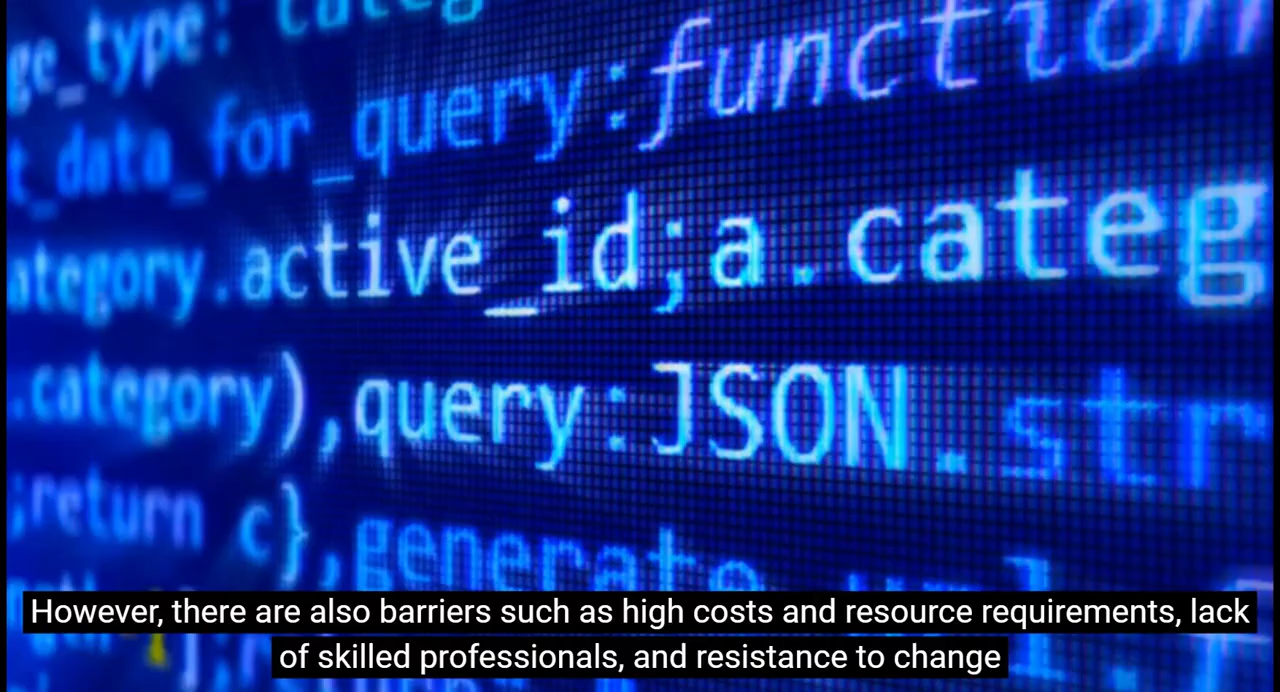 ge_type: categ
t_data_for_query:function
ategory.active_id;a.categ
.category),query:JSON.str
;return c},generate_url:f
However, there are also barriers such as high costs and resource requirements, lack
of skilled professionals, and resistance to change